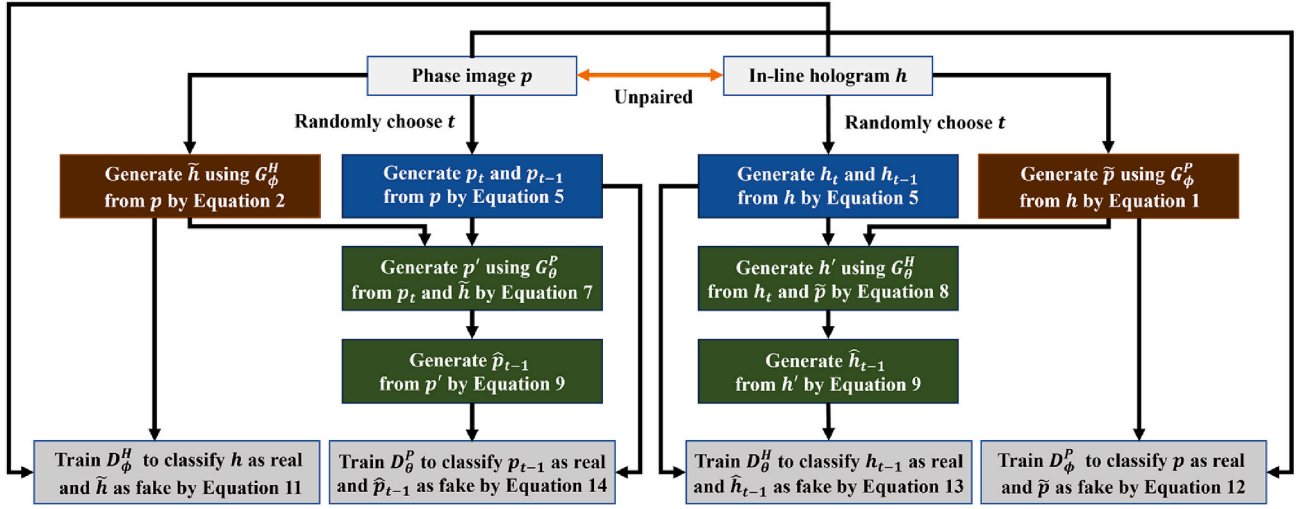 Phase image p
In-line hologram h
Unpaired
Randomly choose t
Randomly choose t
Generate h̃ using G_ϕ^H
from p by Equation 2
Generate p_t and p_{t−1}
from p by Equation 5
Generate h_t and h_{t−1}
from h by Equation 5
Generate p̃ using G_ϕ^P
from h by Equation 1
Generate p′ using G_θ^P
from p_t and h̃ by Equation 7
Generate h′ using G_θ^H
from h_t and p̃ by Equation 8
Generate p̂_{t−1}
from p′ by Equation 9
Generate ĥ_{t−1}
from h′ by Equation 9
Train D_ϕ^H to classify h as real
and h̃ as fake by Equation 11
Train D_θ^P to classify p_{t−1} as real
and p̂_{t−1} as fake by Equation 14
Train D_θ^H to classify h_{t−1} as real
and ĥ_{t−1} as fake by Equation 13
Train D_ϕ^P to classify p as real
and p̃ as fake by Equation 12